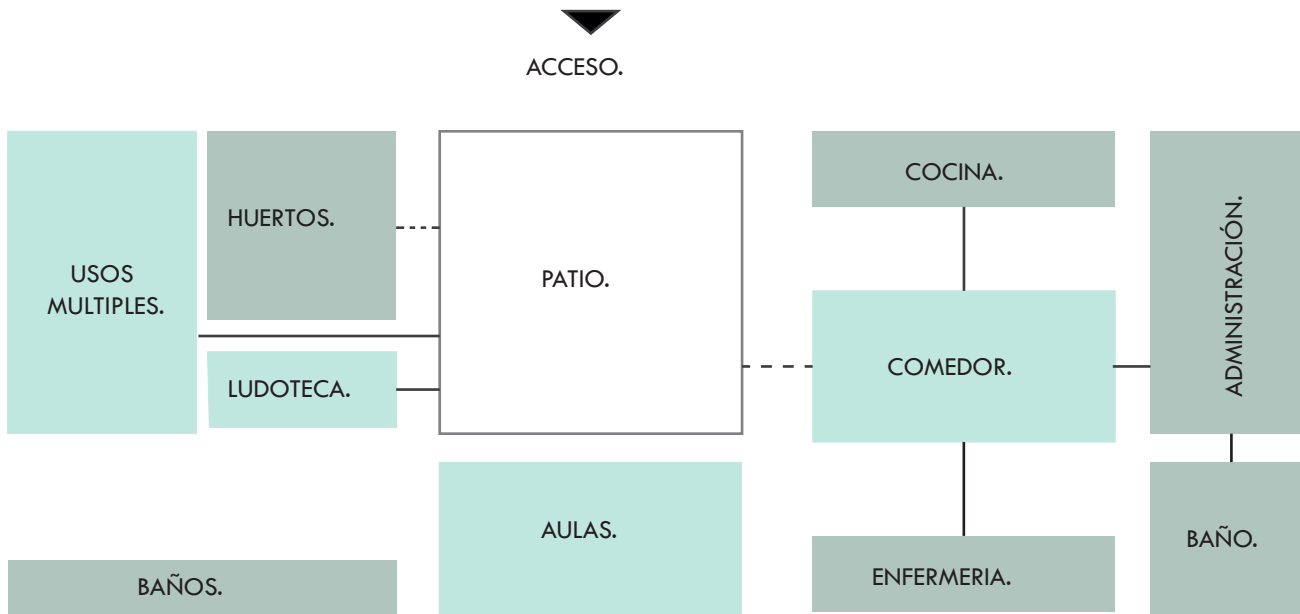 ACCESO.
USOS
MULTIPLES.
HUERTOS.
LUDOTECA.
PATIO.
COCINA.
COMEDOR.
ADMINISTRACIÓN.
AULAS.
BAÑOS.
ENFERMERIA.
BAÑO.